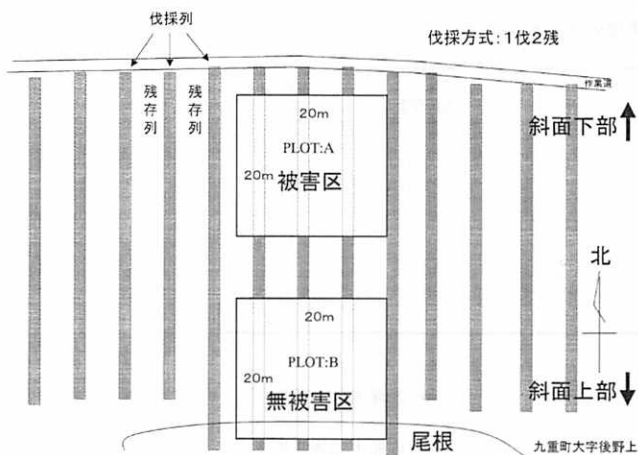 伐採列
伐採方式:1伐2残
作業道
残存列
残存列
斜面下部
20m
PLOT:A
20m
被害区
北
20m
PLOT:B
20m
無被害区
斜面上部
尾根
九重町大字後野上